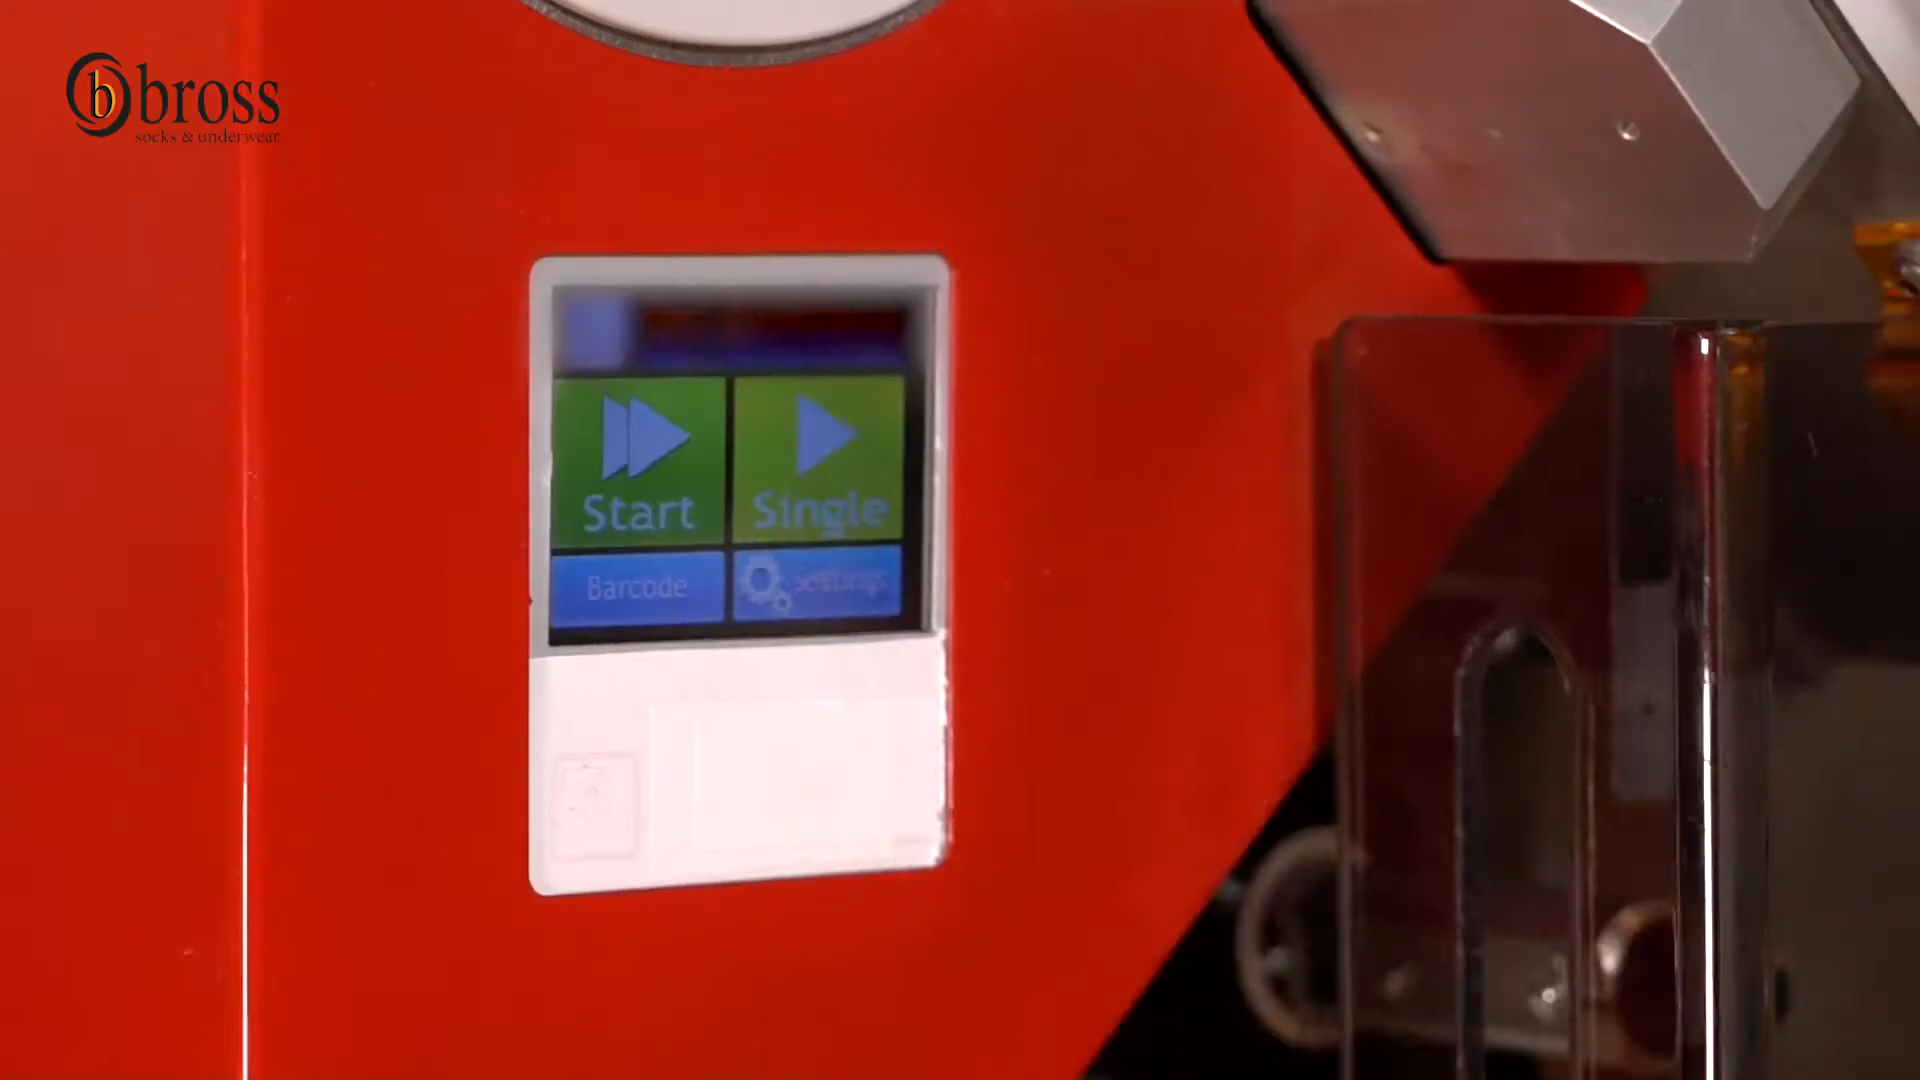 bross
socks & underwear
Start
Single
Barcode
Settings